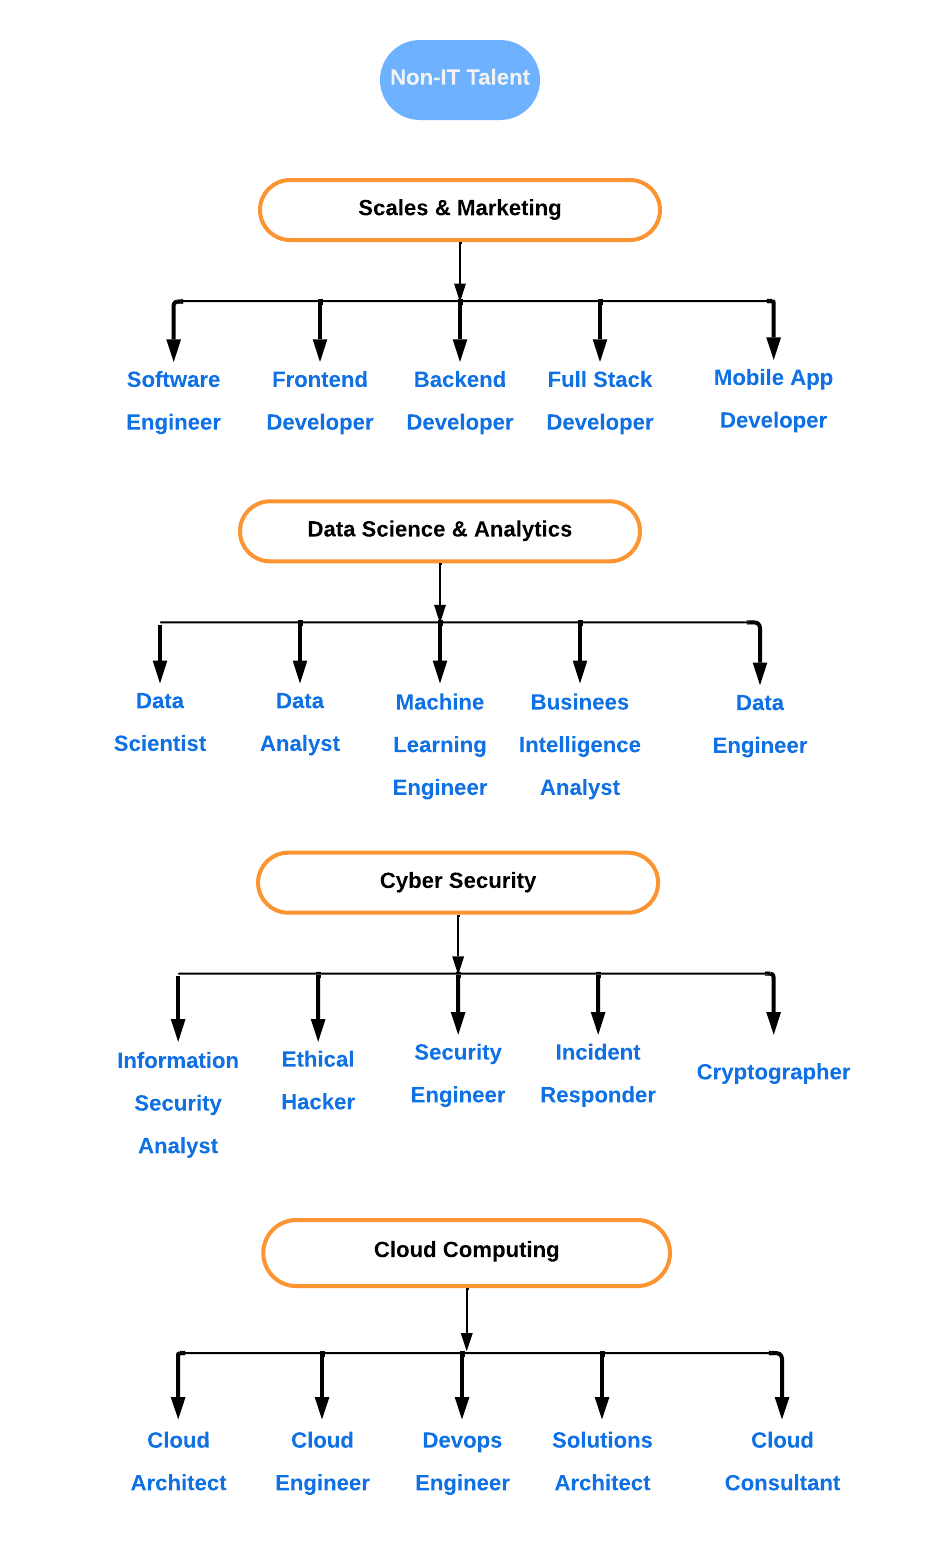 Non-IT Talent
Scales & Marketing
Software
Engineer
Frontend
Developer
Backend
Developer
Full Stack
Developer
Mobile App
Developer
Data Science & Analytics
Data
Scientist
Data
Analyst
Machine
Learning
Engineer
Businees
Intelligence
Analyst
Data
Engineer
Cyber Security
Information
Security
Analyst
Ethical
Hacker
Security
Engineer
Incident
Responder
Cryptographer
Cloud Computing
Cloud
Architect
Cloud
Engineer
Devops
Engineer
Solutions
Architect
Cloud
Consultant